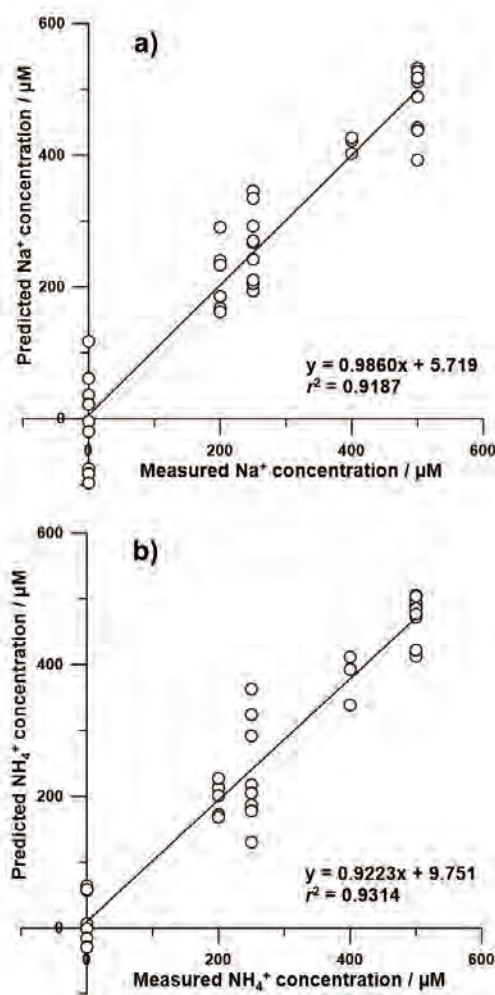 600
a)
Predicted Na⁺ concentration / µM
400
200
y = 0.9860x + 5.719
r² = 0.9187
0
0
200
400
600
Measured Na⁺ concentration / µM
600
b)
Predicted NH₄⁺ concentration / µM
400
200
y = 0.9223x + 9.751
r² = 0.9314
0
0
200
400
600
Measured NH₄⁺ concentration / µM